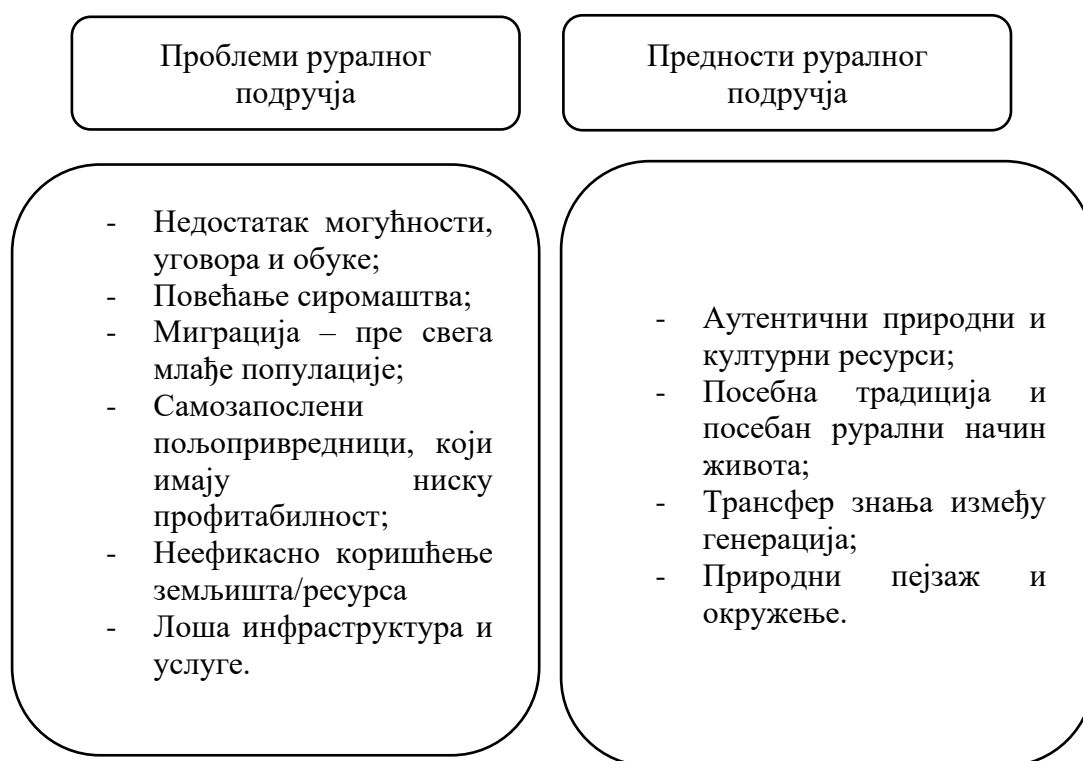 Проблеми руралног
подручја
Предности руралног
подручја
- Недостатак могућности,
уговора и обуке;
- Повећање сиромаштва;
- Миграција – пре свега
млађе популације;
- Самозапослени
пољопривредници, који
имају ниску
профитабилност;
- Неефикасно коришћење
земљишта/ресурса
- Лоша инфраструктура и
услуге.
- Аутентични природни и
културни ресурси;
- Посебна традиција и
посебан рурални начин
живота;
- Трансфер знања између
генерација;
- Природни пејзаж и
окружење.